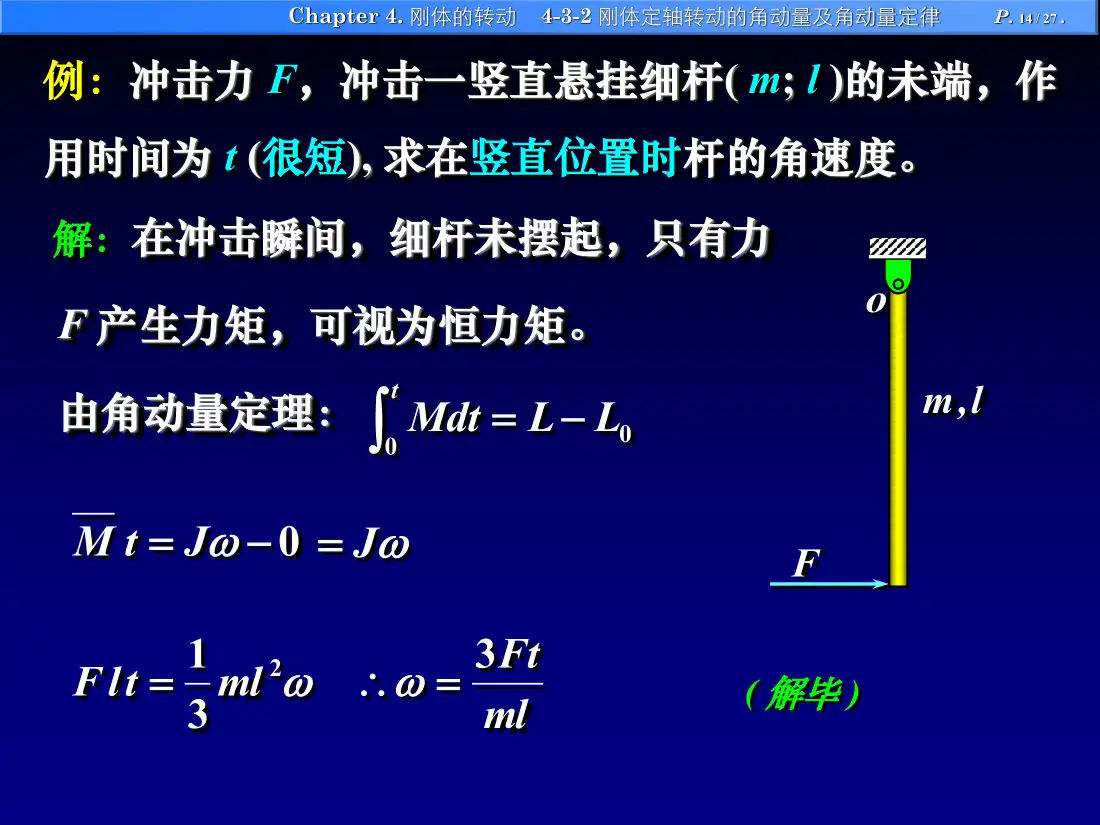 Chapter 4. 刚体的转动 4-3-2 刚体定轴转动的角动量及角动量定律 P. 14 / 27 .
例：冲击力 F，冲击一竖直悬挂细杆( m; l )的未端，作
用时间为 t (很短), 求在竖直位置时杆的角速度。
解：在冲击瞬间，细杆未摆起，只有力
F 产生力矩，可视为恒力矩。
o
由角动量定理： ∫₀ᵗ Mdt = L − L₀
m ,l
M̅ t = Jω − 0 = Jω
F
F l t = 1/3 ml² ω ∴ ω = 3Ft/ml
( 解毕 )